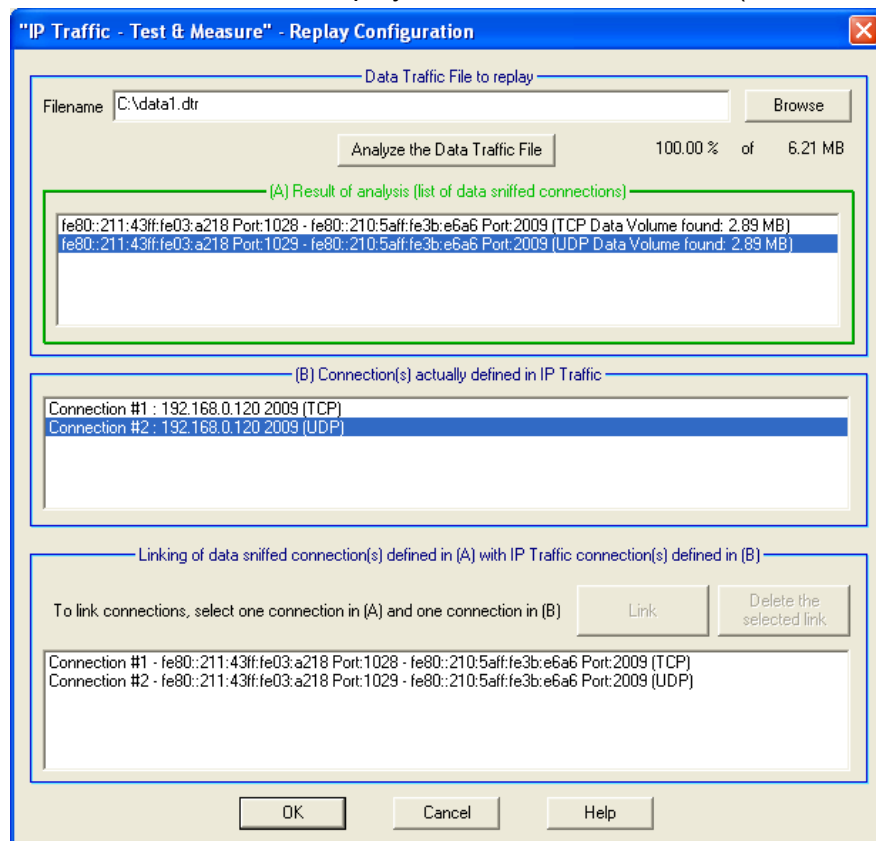 "IP Traffic - Test & Measure" - Replay Configuration
Data Traffic File to replay
Filename C:\data1.dtr Browse
Analyze the Data Traffic File 100.00 % of 6.21 MB
(A) Result of analysis (list of data sniffed connections)
fe80::211:43ff:fe03:a218 Port:1028 - fe80::210:5aff:fe3b:e6a6 Port:2009 (TCP Data Volume found: 2.89 MB)
fe80::211:43ff:fe03:a218 Port:1029 - fe80::210:5aff:fe3b:e6a6 Port:2009 (UDP Data Volume found: 2.89 MB)
(B) Connection(s) actually defined in IP Traffic
Connection #1 : 192.168.0.120 2009 (TCP)
Connection #2 : 192.168.0.120 2009 (UDP)
Linking of data sniffed connection(s) defined in (A) with IP Traffic connection(s) defined in (B)
To link connections, select one connection in (A) and one connection in (B) Link Delete the
selected link
Connection #1 - fe80::211:43ff:fe03:a218 Port:1028 - fe80::210:5aff:fe3b:e6a6 Port:2009 (TCP)
Connection #2 - fe80::211:43ff:fe03:a218 Port:1029 - fe80::210:5aff:fe3b:e6a6 Port:2009 (UDP)
OK Cancel Help